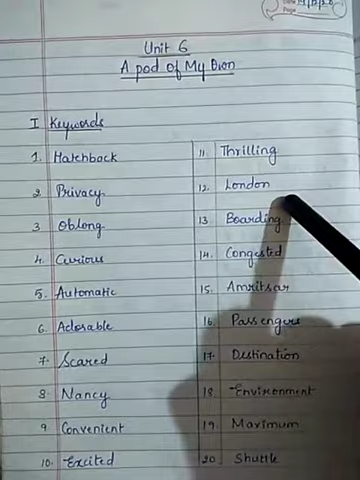 Unit 6
A pod of My Own
I Keywords
1. Hatchback
2. Privacy
3. Oblong
4. Curious
5. Automatic
6. Adorable
7. Scared
8. Nancy
9. Convenient
10. Excited
11. Thrilling
12. London
13. Boarding
14. Congested
15. Amritsar
16. Passengers
17. Destination
18. Environment
19. Maximum
20. Shuttle